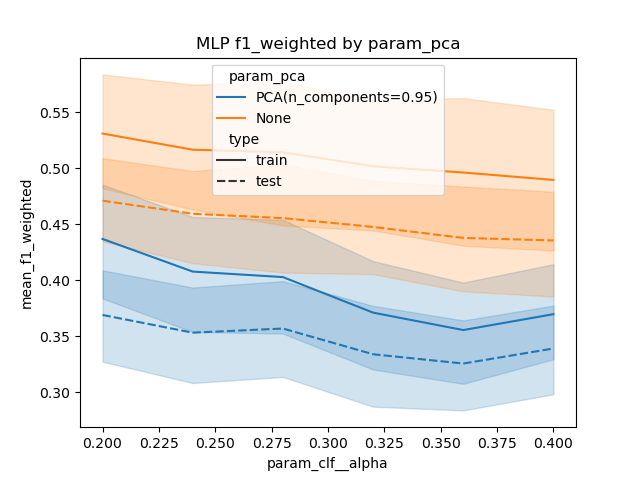 MLP f1_weighted by param_pca
param_pca
PCA(n_components=0.95)
None
type
train
test
mean_f1_weighted
0.55
0.50
0.45
0.40
0.35
0.30
0.200 0.225 0.250 0.275 0.300 0.325 0.350 0.375 0.400
param_clf__alpha